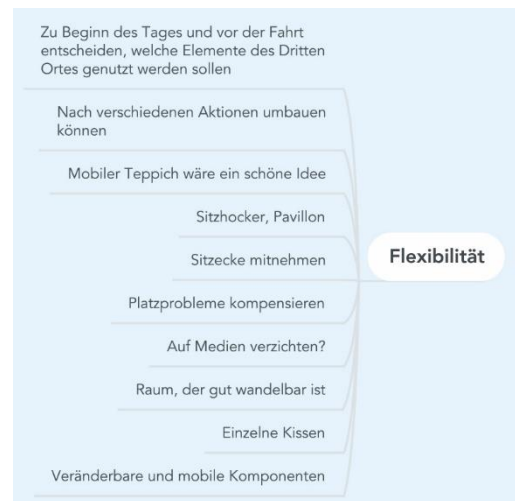 Zu Beginn des Tages und vor der Fahrt
entscheiden, welche Elemente des Dritten
Ortes genutzt werden sollen
Nach verschiedenen Aktionen umbauen
können
Mobiler Teppich wäre ein schöne Idee
Sitzhocker, Pavillon
Sitzecke mitnehmen
Platzprobleme kompensieren
Auf Medien verzichten?
Raum, der gut wandelbar ist
Einzelne Kissen
Veränderbare und mobile Komponenten
Flexibilität